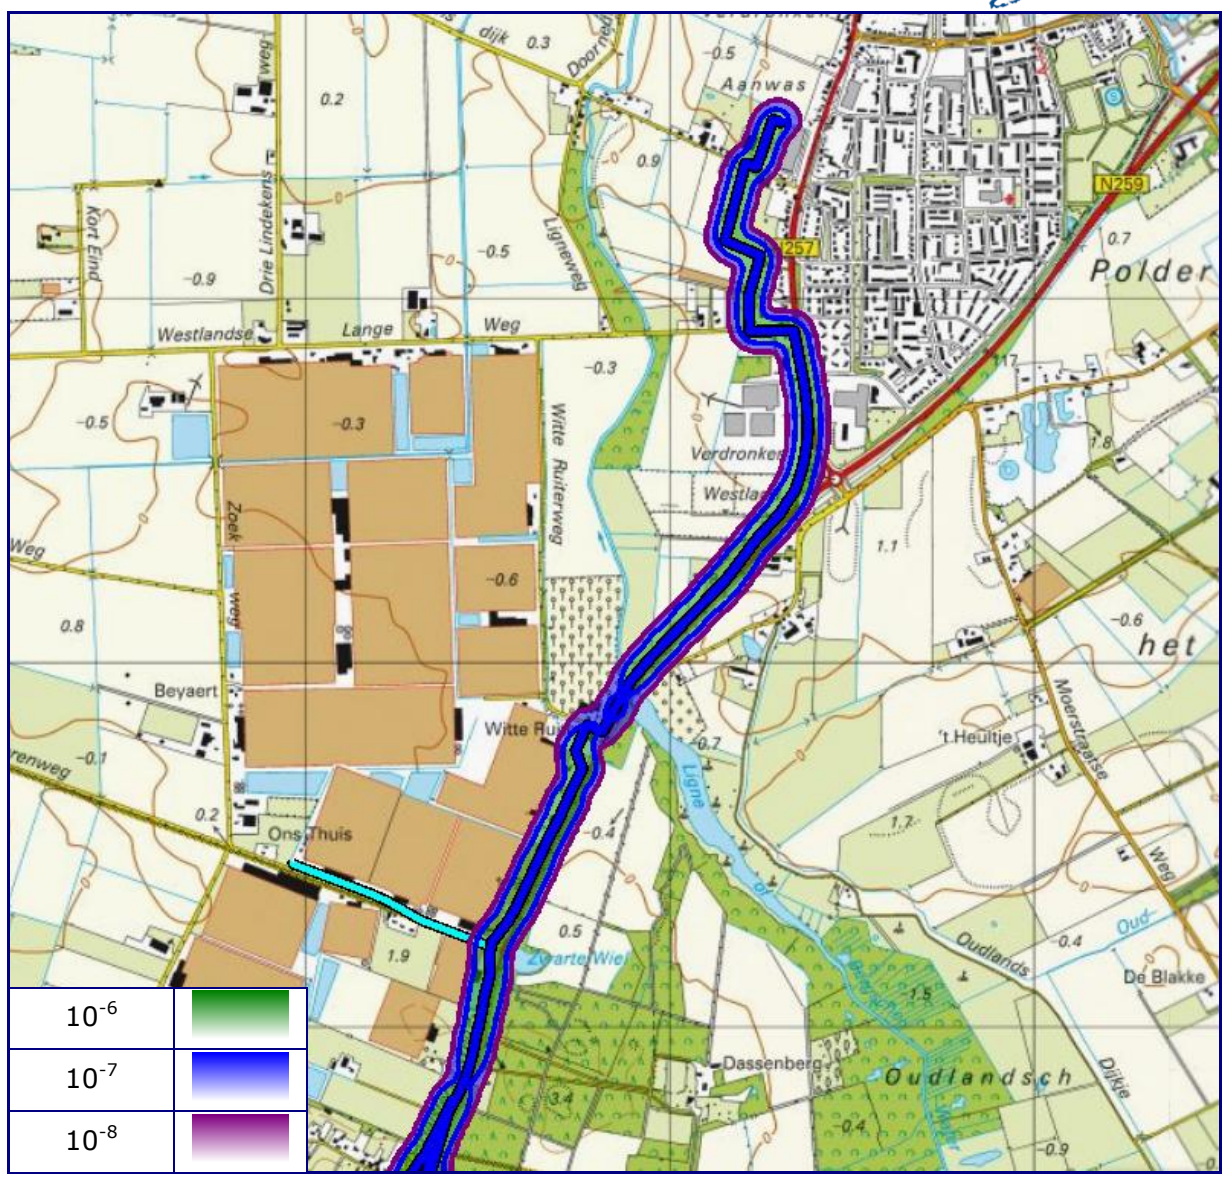 dijk
0.3
-0.5
Aanwas
weg
0.2
0.9
N259
Kort Eind
Drie Lindekens
Ligneweg
-0.5
257
0.7
-0.9
Polder
Westlandse
Lange
Weg
-0.3
-0.5
-0.3
Witte Ruiterweg
1.8
Verdronken
Zoek
Westla
Weg
1.1
-0.6
weg
0.8
-0.6
het
Beyaert
Moerstraatse
Witte Rui
-0.7
't Heultje
-0.1
Ligne
renweg
0.2
Ons Thuis
-0.4
1.7
Weg
of
0.5
Oud-
1.9
Zwarte Wiel
Oudlands
-0.4
De Blakke
1.5
10-6
Dassenberg
Oudlandsch
Dijkje
10-7
3.4
-0.4
Water
10-8
-0.9